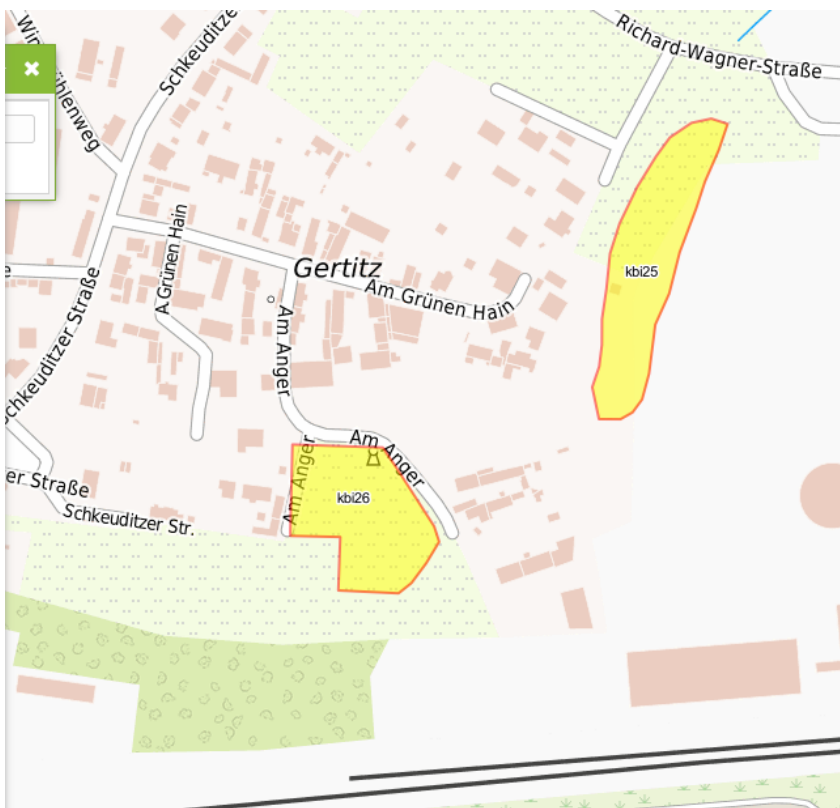 Schkeuditze
Richard-Wagner-Straße
A.Grünen Hain
Gertitz
kbi25
Am Grünen Hain
Am Anger
Schkeuditzer Straße
Am Anger
Am Anger
kbi26
er Straße
Schkeuditzer Str.